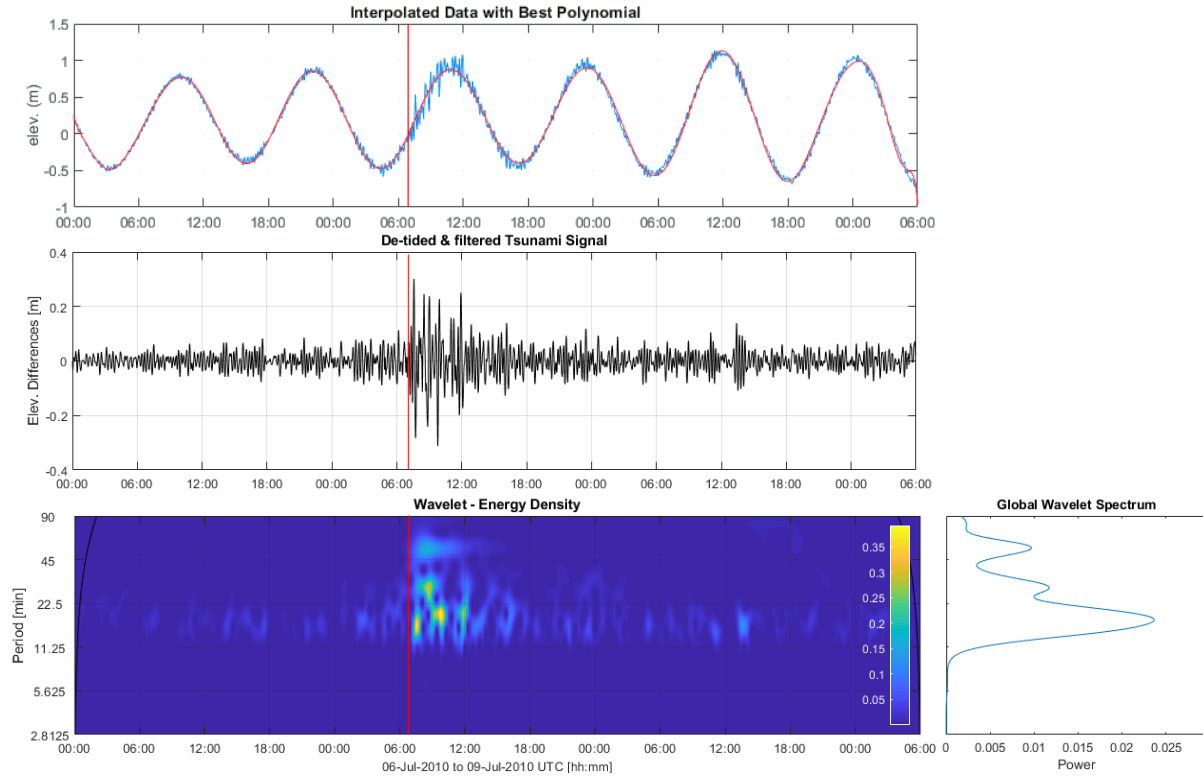 Interpolated Data with Best Polynomial
elev. (m)
1.5
1
0.5
0
-0.5
-1
00:00 06:00 12:00 18:00 00:00 06:00 12:00 18:00 00:00 06:00 12:00 18:00 00:00 06:00
De-tided & filtered Tsunami Signal
Elev. Differences [m]
0.4
0.2
0
-0.2
-0.4
00:00 06:00 12:00 18:00 00:00 06:00 12:00 18:00 00:00 06:00 12:00 18:00 00:00 06:00
Wavelet - Energy Density
Period [min]
90
45
22.5
11.25
5.625
2.8125
0.35
0.3
0.25
0.2
0.15
0.1
0.05
00:00 06:00 12:00 18:00 00:00 06:00 12:00 18:00 00:00 06:00 12:00 18:00 00:00 06:00
06-Jul-2010 to 09-Jul-2010 UTC [hh:mm]
Global Wavelet Spectrum
0 0.005 0.01 0.015 0.02 0.025
Power